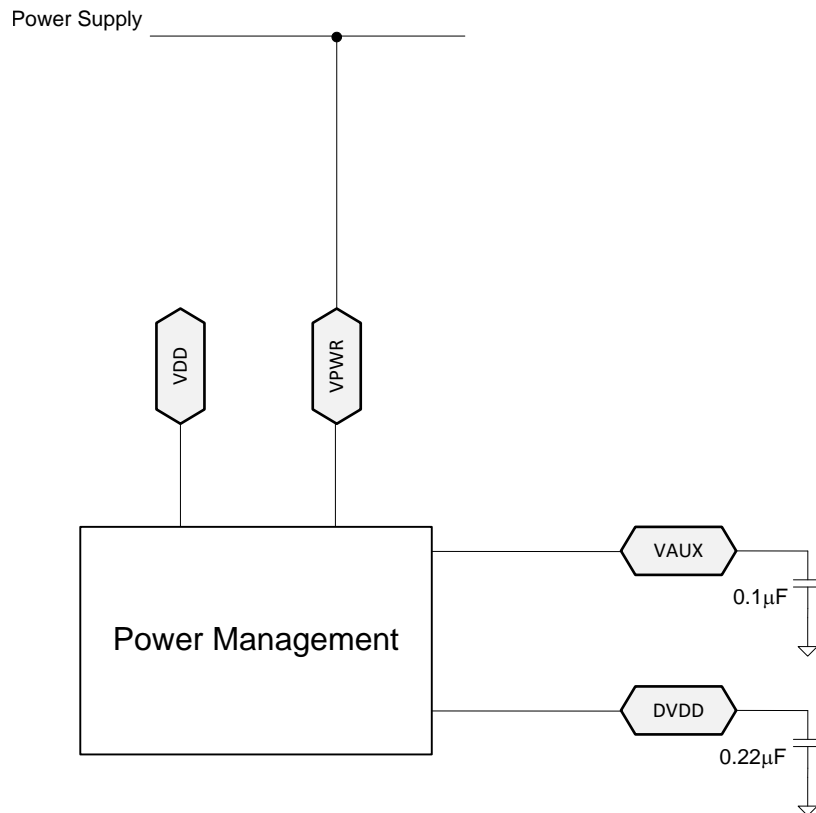 Power Supply
VDD
VPWR
VAUX
0.1μF
Power Management
DVDD
0.22μF